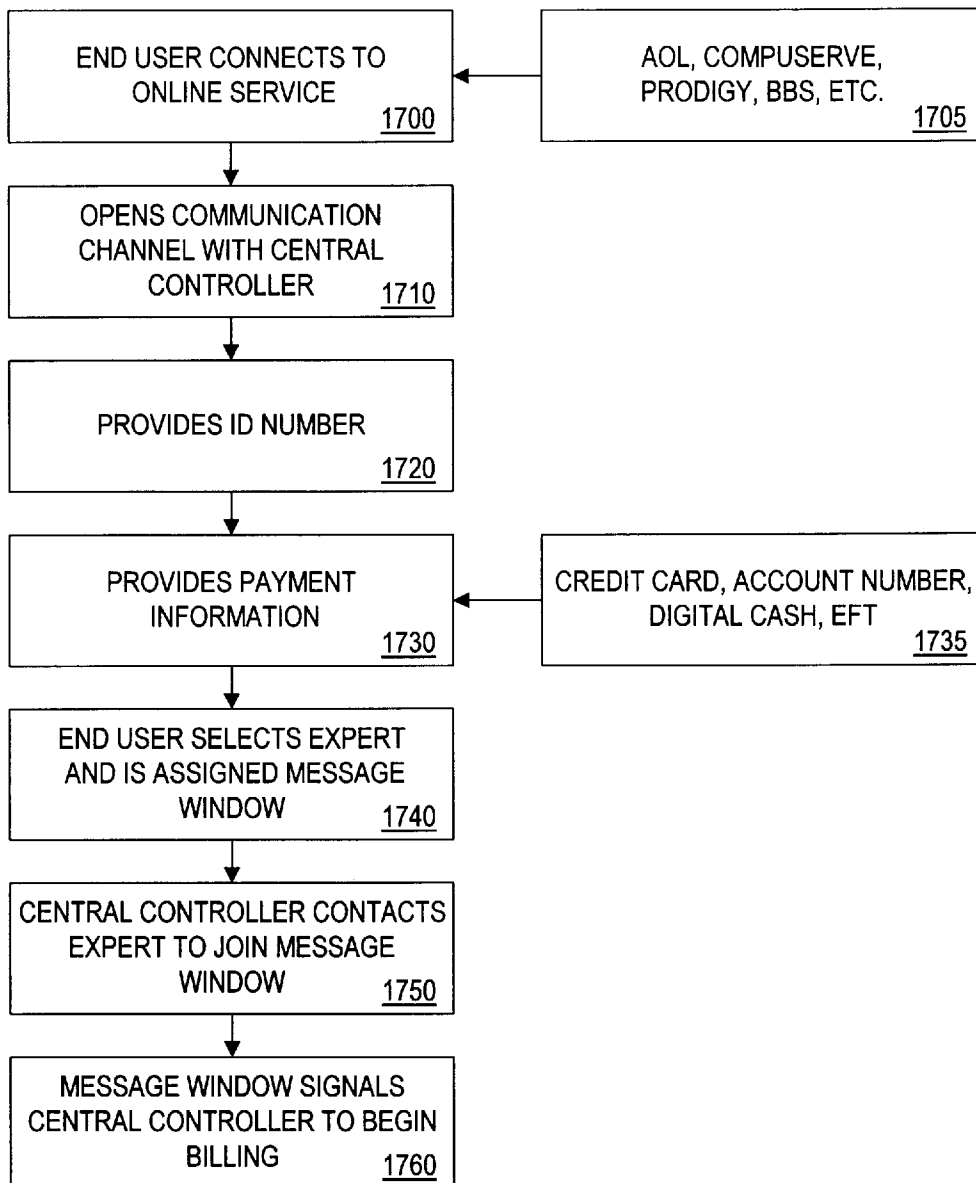 END USER CONNECTS TO
ONLINE SERVICE
1700
AOL, COMPUSERVE,
PRODIGY, BBS, ETC.
1705
OPENS COMMUNICATION
CHANNEL WITH CENTRAL
CONTROLLER
1710
PROVIDES ID NUMBER
1720
PROVIDES PAYMENT
INFORMATION
1730
CREDIT CARD, ACCOUNT NUMBER,
DIGITAL CASH, EFT
1735
END USER SELECTS EXPERT
AND IS ASSIGNED MESSAGE
WINDOW
1740
CENTRAL CONTROLLER CONTACTS
EXPERT TO JOIN MESSAGE
WINDOW
1750
MESSAGE WINDOW SIGNALS
CENTRAL CONTROLLER TO BEGIN
BILLING
1760